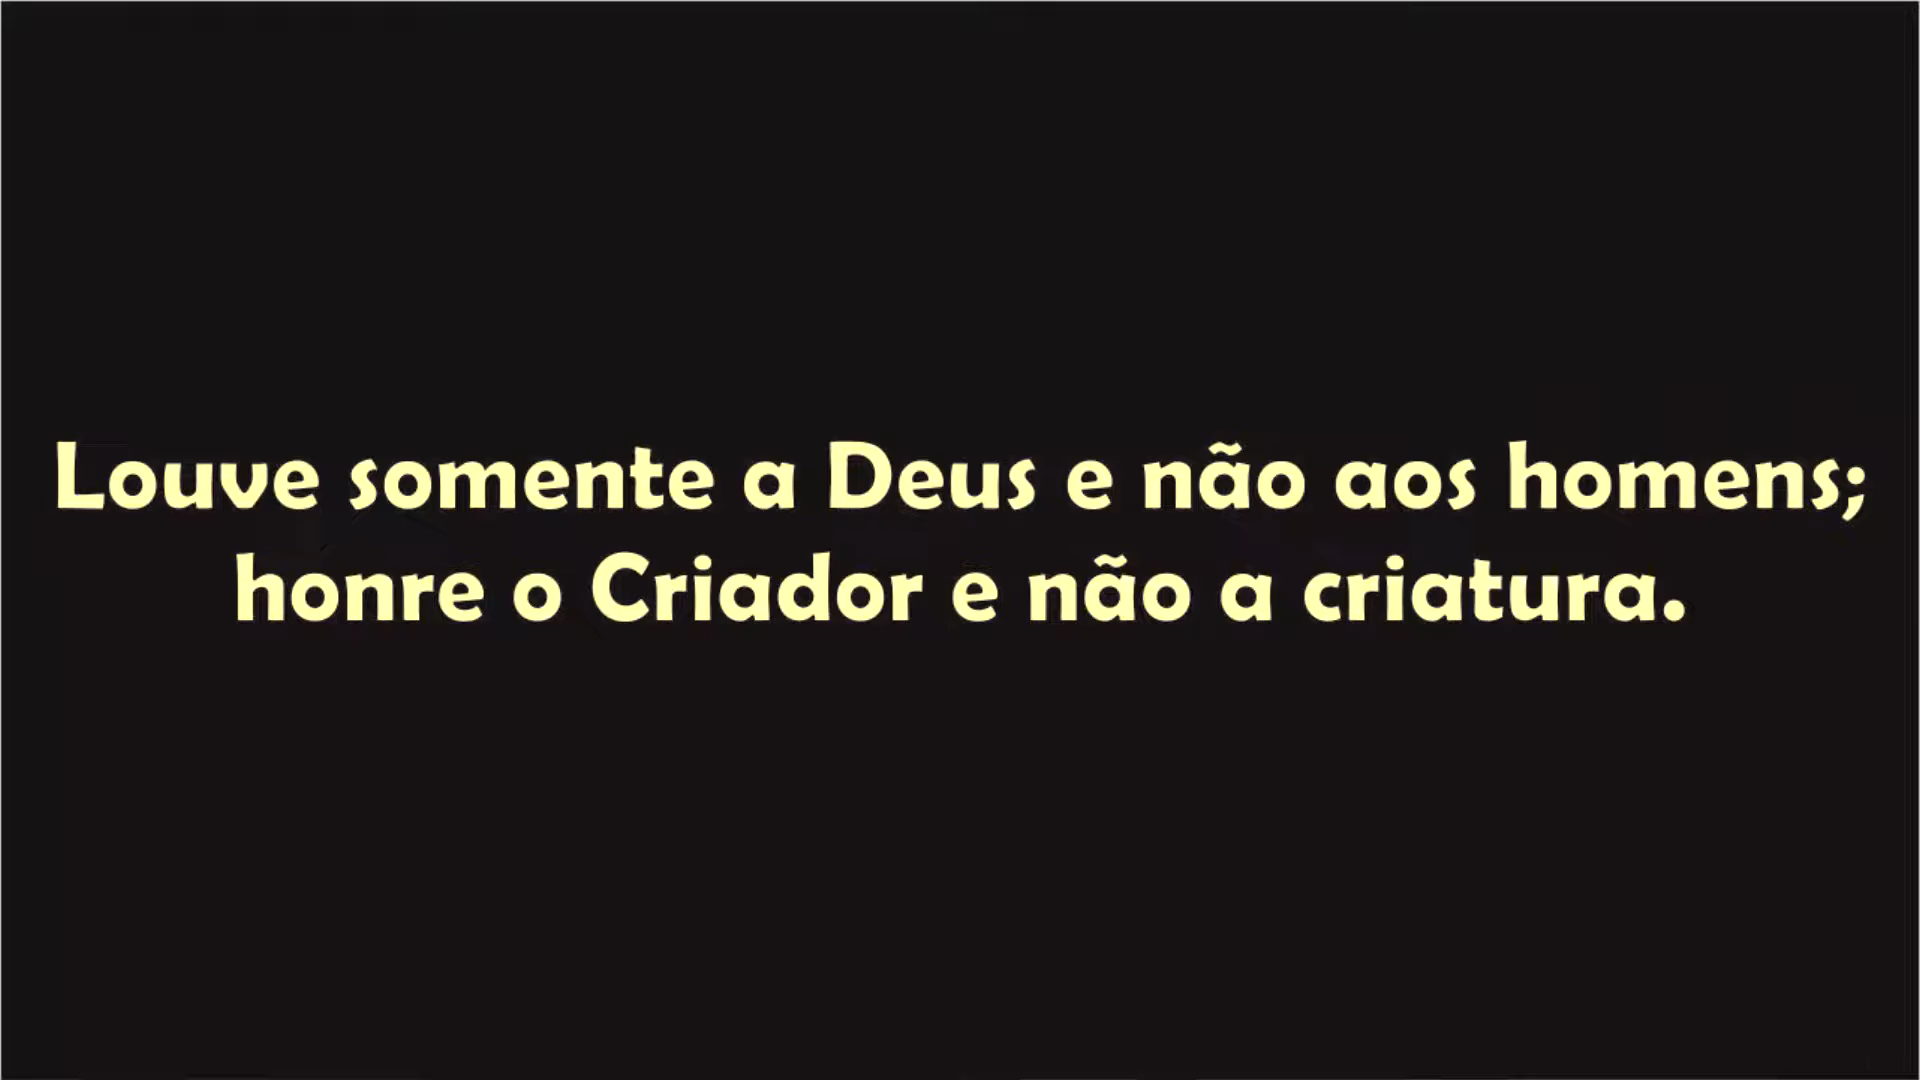 Louve somente a Deus e não aos homens;
honre o Criador e não a criatura.